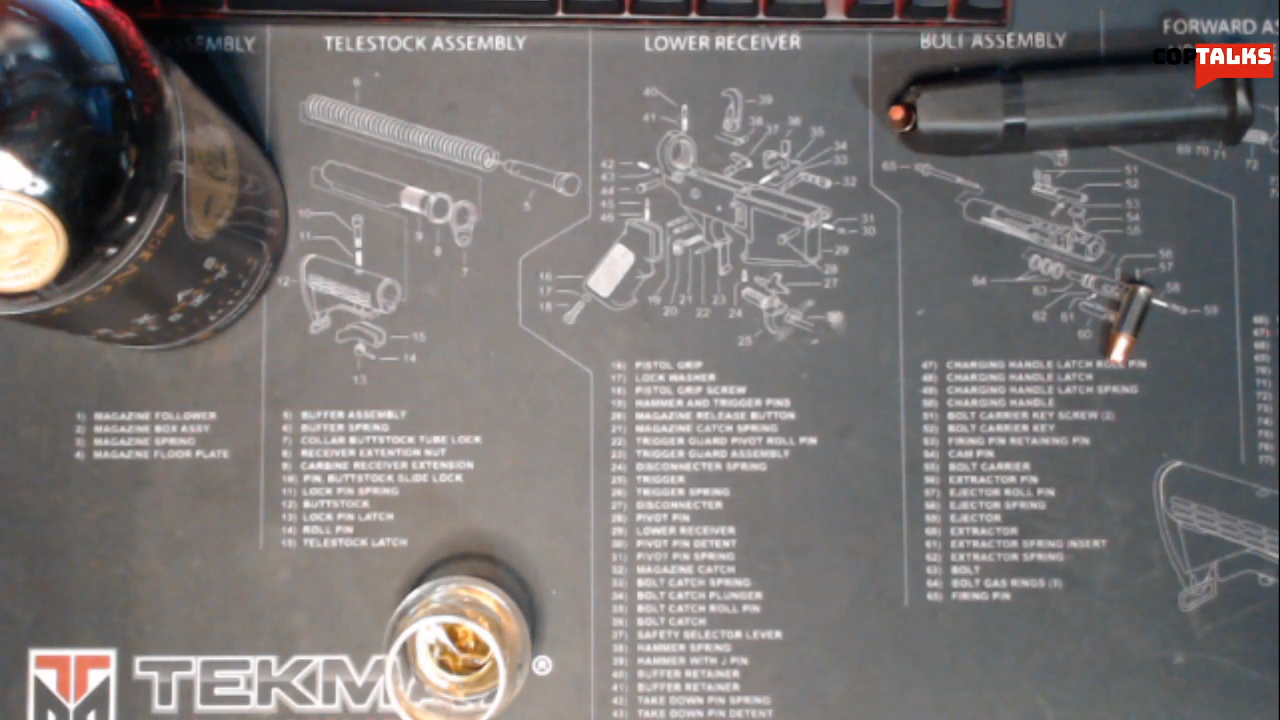 ASSEMBLY
TELESTOCK ASSEMBLY
LOWER RECEIVER
BOLT ASSEMBLY
FORWARD AS
COPTALKS
1) MAGAZINE FOLLOWER
2) MAGAZINE BOX ASSY
3) MAGAZINE SPRING
4) MAGAZINE FLOOR PLATE
5) BUFFER ASSEMBLY
6) BUFFER SPRING
7) COLLAR BUTTSTOCK TUBE LOCK
8) RECEIVER EXTENTION NUT
9) CARBINE RECEIVER EXTENSION
10) PIN, BUTTSTOCK SLIDE LOCK
11) LOCK PIN SPRING
12) BUTTSTOCK
13) LOCK PIN LATCH
14) ROLL PIN
15) TELESTOCK LATCH
16) PISTOL GRIP
17) LOCK WASHER
18) PISTOL GRIP SCREW
19) HAMMER AND TRIGGER PINS
20) MAGAZINE RELEASE BUTTON
21) MAGAZINE CATCH SPRING
22) TRIGGER GUARD PIVOT ROLL PIN
23) TRIGGER GUARD ASSEMBLY
24) DISCONNECTER SPRING
25) TRIGGER
26) TRIGGER SPRING
27) DISCONNECTER
28) PIVOT PIN
29) LOWER RECEIVER
30) PIVOT PIN DETENT
31) PIVOT PIN SPRING
32) MAGAZINE CATCH
33) BOLT CATCH SPRING
34) BOLT CATCH PLUNGER
35) BOLT CATCH ROLL PIN
36) BOLT CATCH
37) SAFETY SELECTOR LEVER
38) HAMMER SPRING
39) HAMMER WITH J PIN
40) BUFFER RETAINER
41) BUFFER RETAINER
42) TAKE DOWN PIN SPRING
43) TAKE DOWN PIN DETENT
47) CHARGING HANDLE LATCH ROLL PIN
48) CHARGING HANDLE LATCH
49) CHARGING HANDLE LATCH SPRING
50) CHARGING HANDLE
51) BOLT CARRIER KEY SCREW (2)
52) BOLT CARRIER KEY
53) FIRING PIN RETAINING PIN
54) CAM PIN
55) BOLT CARRIER
56) EXTRACTOR PIN
57) EJECTOR ROLL PIN
58) EJECTOR SPRING
59) EJECTOR
60) EXTRACTOR
61) EXTRACTOR SPRING INSERT
62) EXTRACTOR SPRING
63) BOLT
64) BOLT GAS RINGS (3)
65) FIRING PIN
TEKMA ®